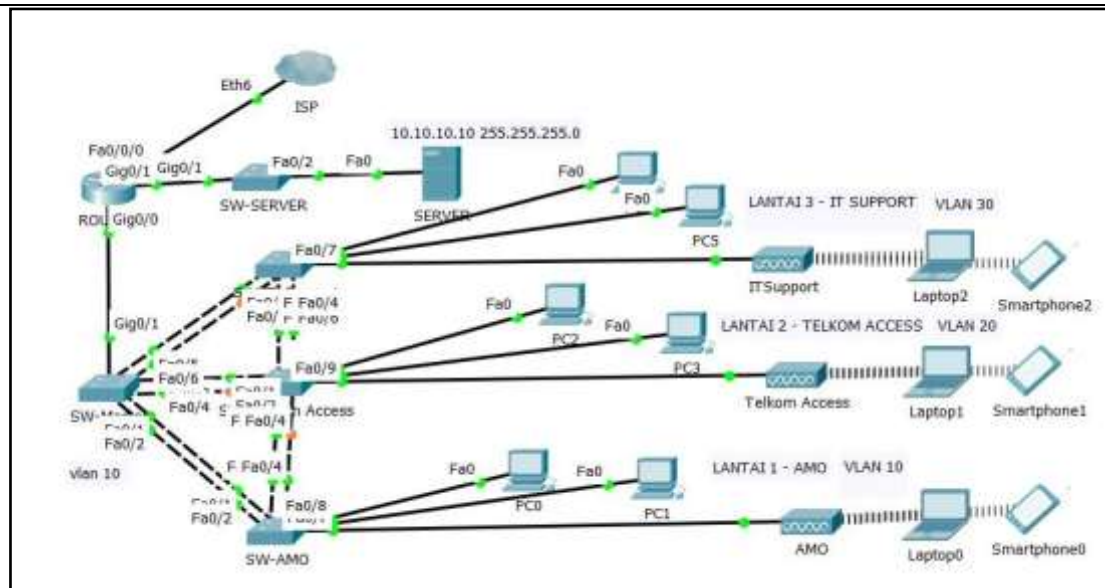 Eth6
ISP
10.10.10.10 255.255.255.0
Fa0/0/0
Gig0/1
Gig0/1
Fa0/2
Fa0
SW-SERVER
SERVER
Gig0/0
Fa0
Fa0
LANTAI 3 - IT SUPPORT VLAN 30
PC5
Fa0/7
ITSupport
Laptop2
Smartphone2
Fa0/4
Gig0/1
Fa0
PC2
Fa0
LANTAI 2 - TELKOM ACCESS VLAN 20
PC3
Fa0/9
Fa0/6
Fa0/4
Access
Telkom Access
Laptop1
Smartphone1
Fa0/4
Fa0/2
vlan 10
Fa0/4
Fa0
PC0
Fa0
PC1
LANTAI 1 - AMO VLAN 10
Fa0/8
Fa0/2
SW-AMO
AMO
Laptop0
Smartphone0